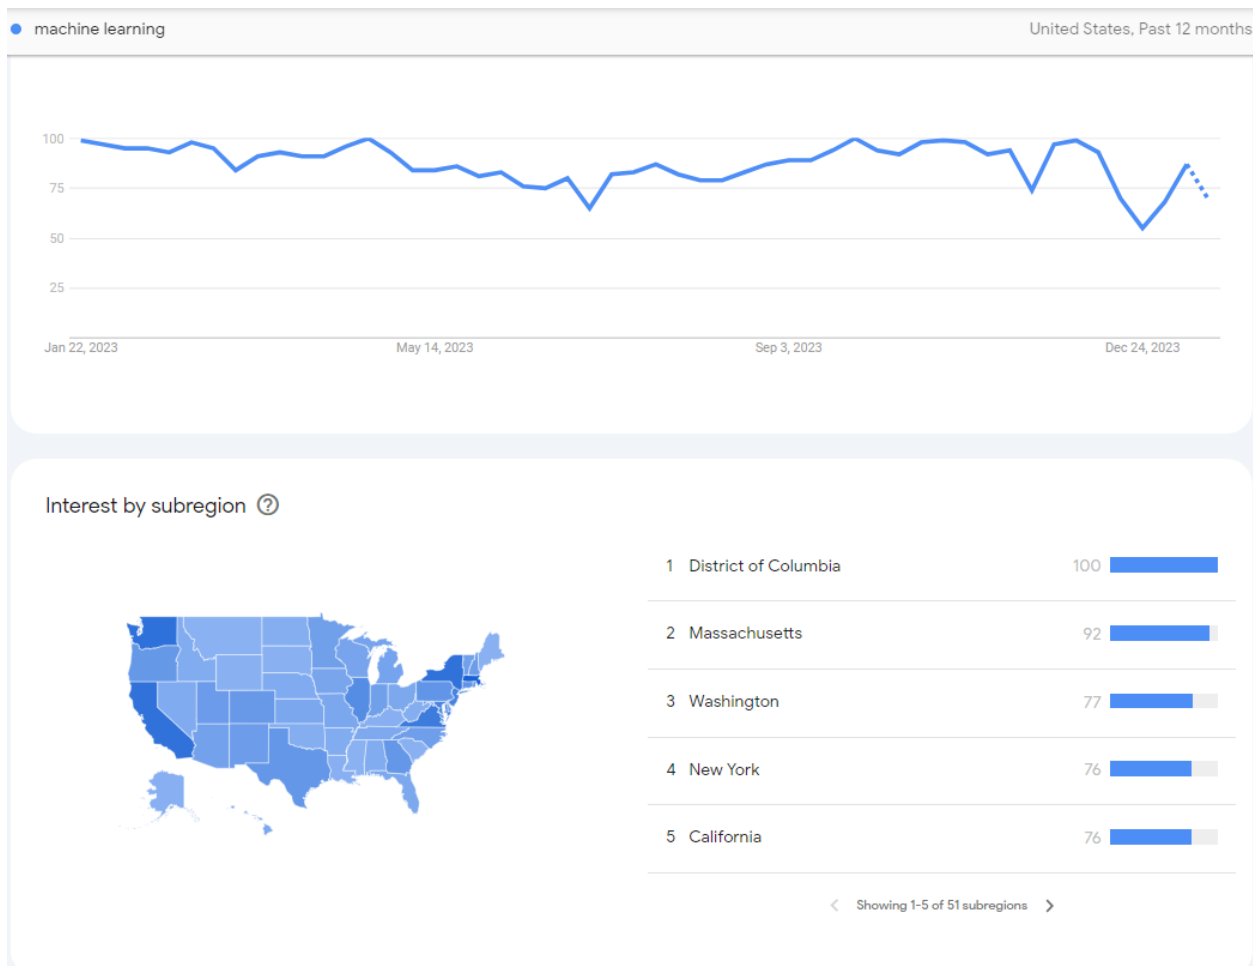 machine learning
United States, Past 12 months
100
75
50
25
Jan 22, 2023
May 14, 2023
Sep 3, 2023
Dec 24, 2023
Interest by subregion ?
1 District of Columbia 100
2 Massachusetts 92
3 Washington 77
4 New York 76
5 California 76
Showing 1-5 of 51 subregions